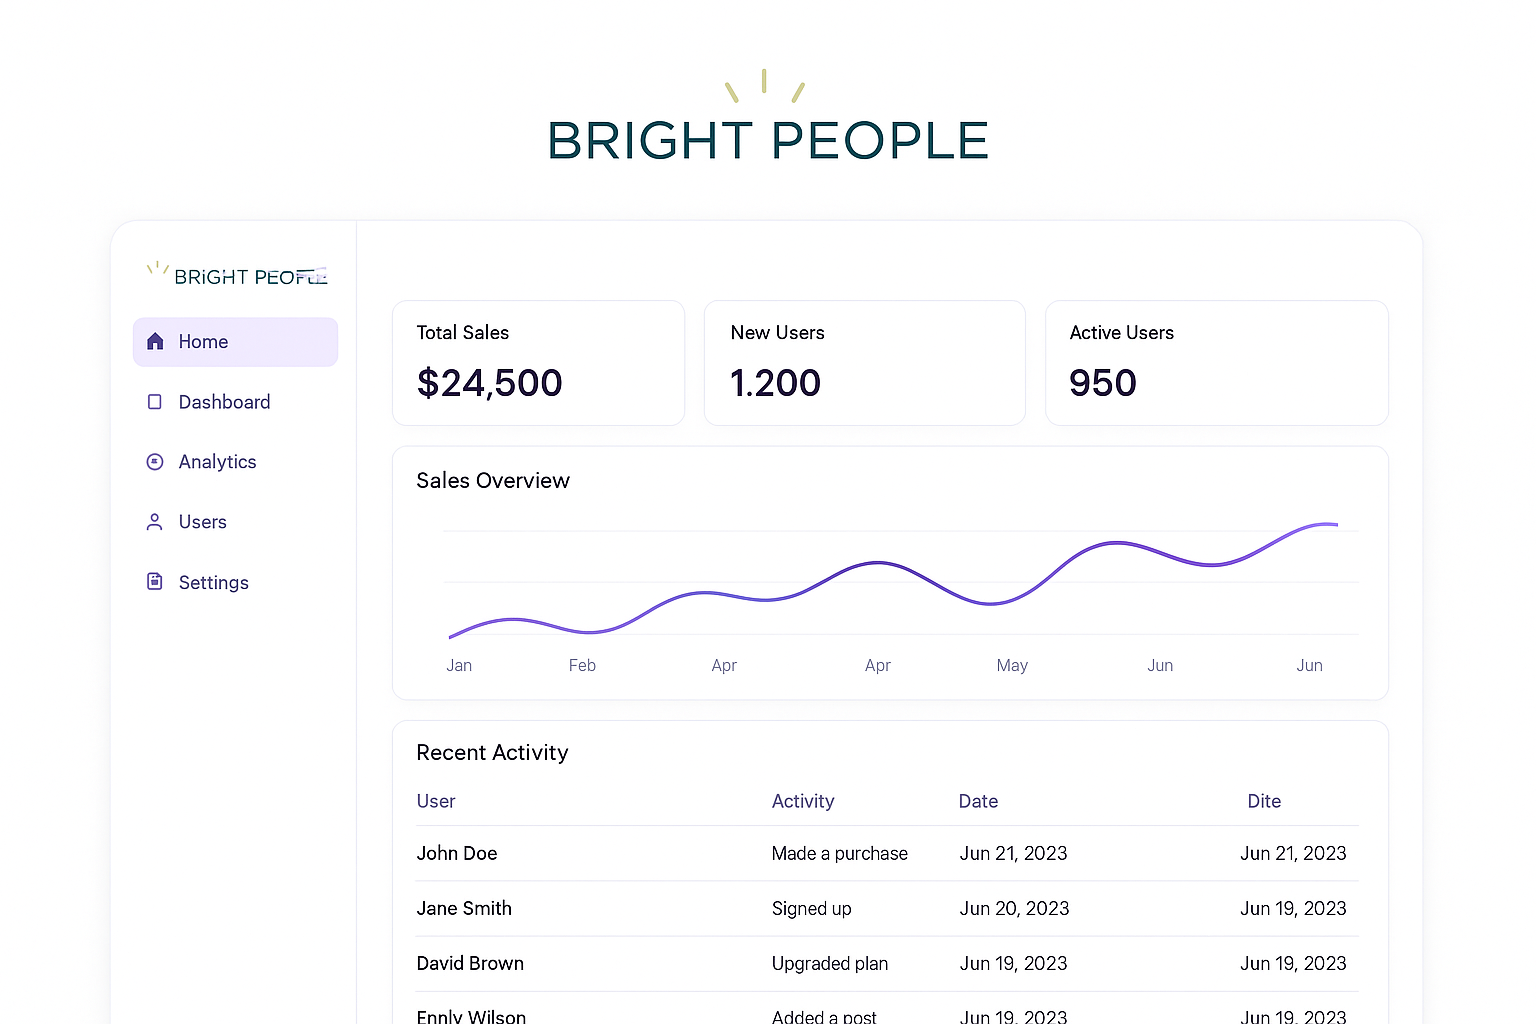 BRIGHT PEOPLE
BRIGHT PEOPLE
Home
Dashboard
Analytics
Users
Settings
Total Sales
$24,500
New Users
1.200
Active Users
950
Sales Overview
Jan Feb Apr Apr May Jun Jun
Recent Activity
User Activity Date Dite
John Doe Made a purchase Jun 21, 2023 Jun 21, 2023
Jane Smith Signed up Jun 20, 2023 Jun 19, 2023
David Brown Upgraded plan Jun 19, 2023 Jun 19, 2023
Ennly Wilson Added a post Jun 19, 2023 Jun 19, 2023